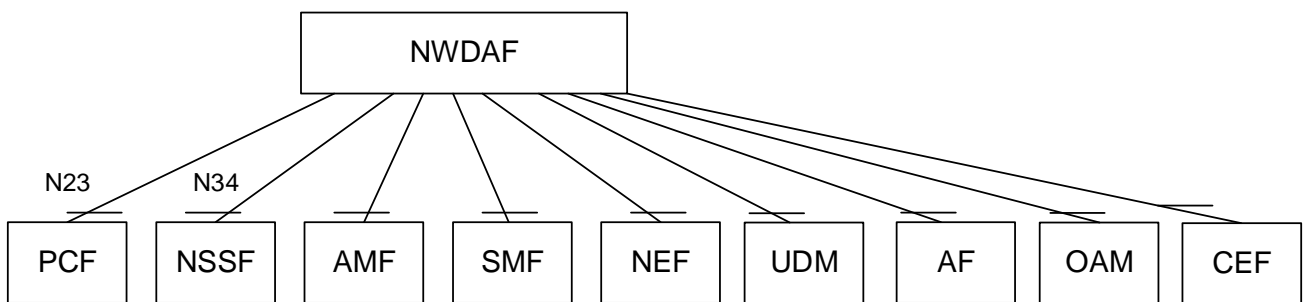 NWDAF
N23 N34
PCF NSSF AMF SMF NEF UDM AF OAM CEF